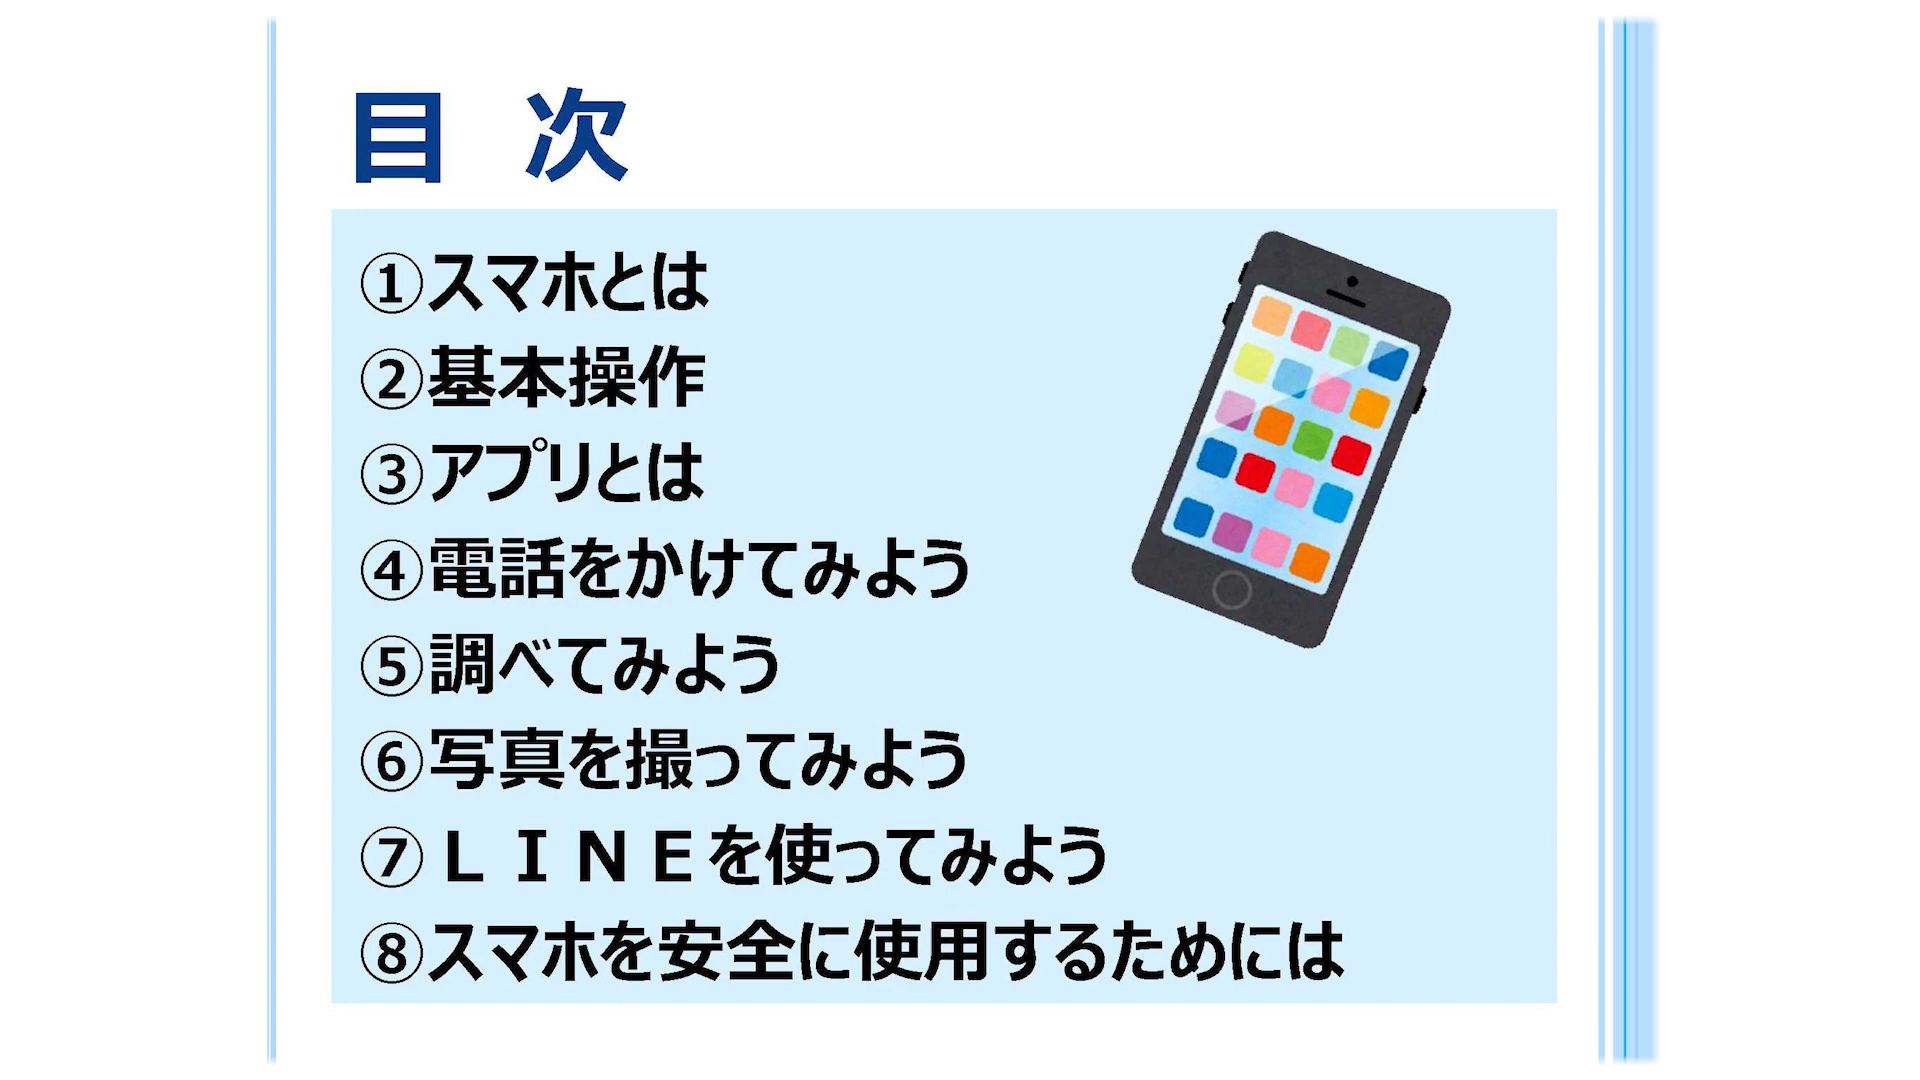 目 次
①スマホとは
②基本操作
③アプリとは
④電話をかけてみよう
⑤調べてみよう
⑥写真を撮ってみよう
⑦ＬＩＮＥを使ってみよう
⑧スマホを安全に使用するためには